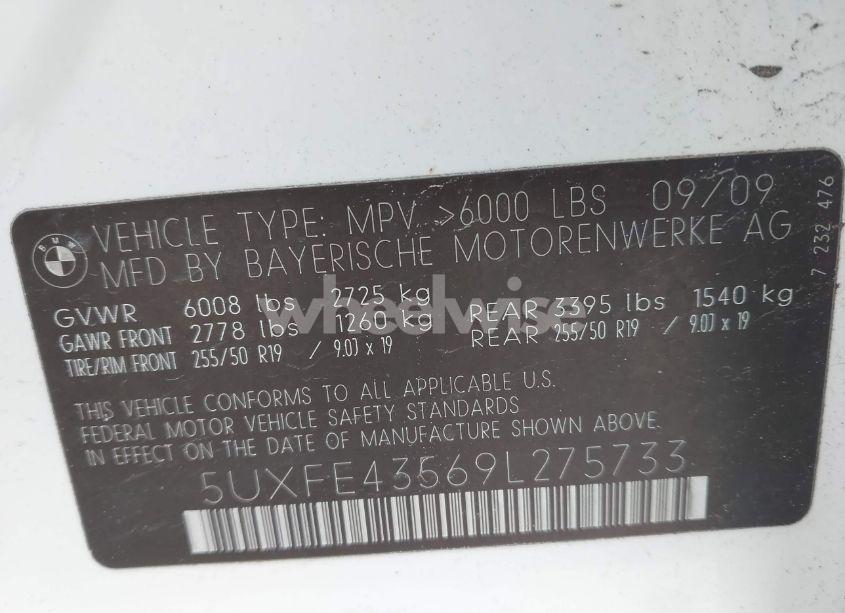 BMW
VEHICLE TYPE: MPV >6000 LBS 09/09
MFD BY BAYERISCHE MOTORENWERKE AG
7 232 476
GVWR 6008 lbs 2725 kg
GAWR FRONT 2778 lbs 1260 kg REAR 3395 lbs 1540 kg
TIRE/RIM FRONT 255/50 R19 / 9.0J x 19 REAR 255/50 R19 / 9.0J x 19
wheelwise
THIS VEHICLE CONFORMS TO ALL APPLICABLE U.S.
FEDERAL MOTOR VEHICLE SAFETY STANDARDS
IN EFFECT ON THE DATE OF MANUFACTURE SHOWN ABOVE.
5UXFE43569L275733